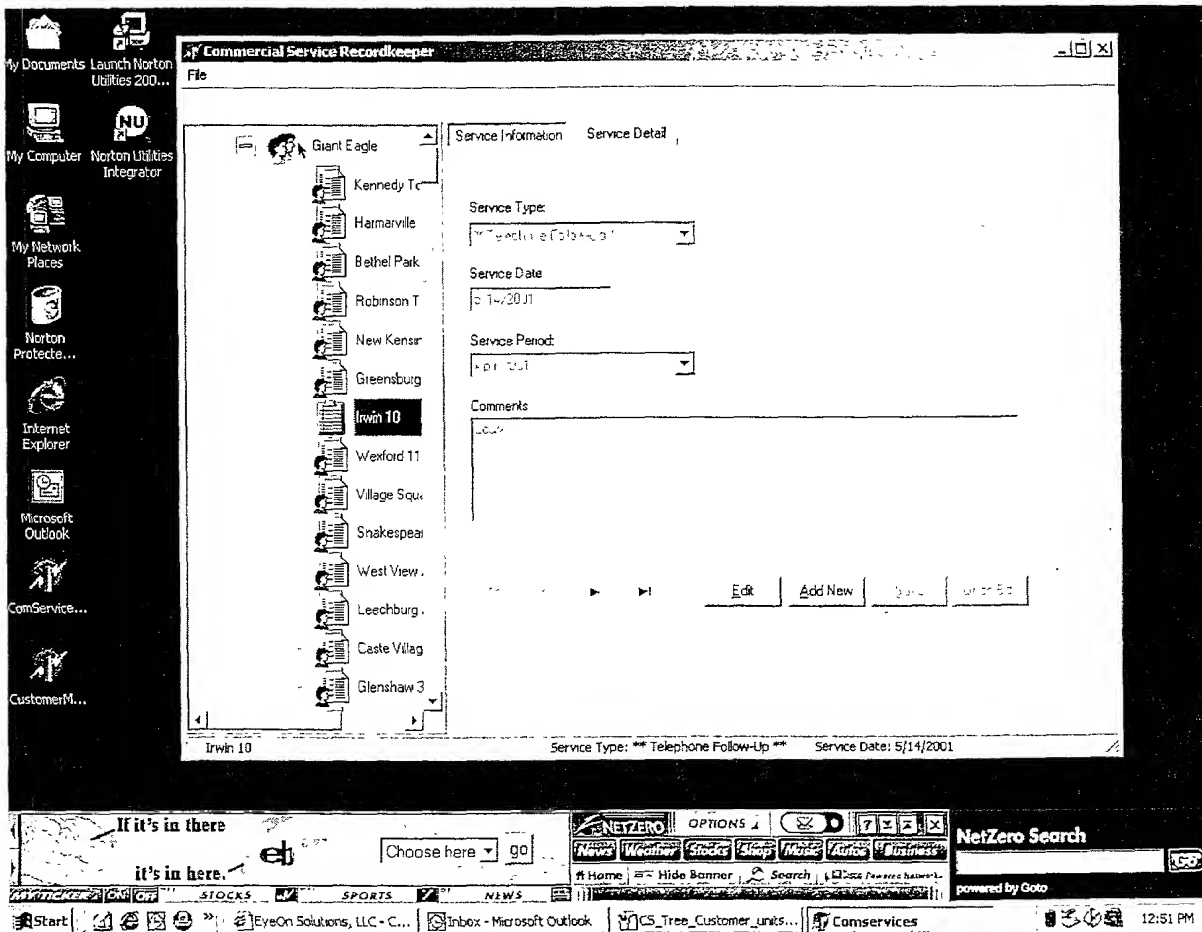 My Documents
Launch Norton
Utilities 200...
My Computer
Norton Utilities
Integrator
My Network
Places
Norton
Protecte...
Internet
Explorer
Microsoft
Outlook
ComService...
CustomerM...
Commercial Service Recordkeeper
File
Giant Eagle
Kennedy To
Harmarville
Bethel Park
Robinson T
New Kensin
Greensburg
Irwin 10
Wexford 11
Village Squa
Shakespear
West View
Leechburg
Caste Villag
Glenshaw 3
Service Information
Service Detail
Service Type:
Service Date
Service Period:
Comments
Edit
Add New
Irwin 10
Service Type: ** Telephone Follow-Up **
Service Date: 5/14/2001
If it's in there
it's in here.
Choose here
go
NETZERO
OPTIONS
News
Weather
Stocks
Shop
Music
Autos
Business
Home
Hide Banner
Search
NetZero Search
GO
powered by Goto
ON
OFF
STOCKS
SPORTS
NEWS
Start
EyeOn Solutions, LLC - C...
Inbox - Microsoft Outlook
CS_Tree_Customer_units...
Comservices
12:51 PM